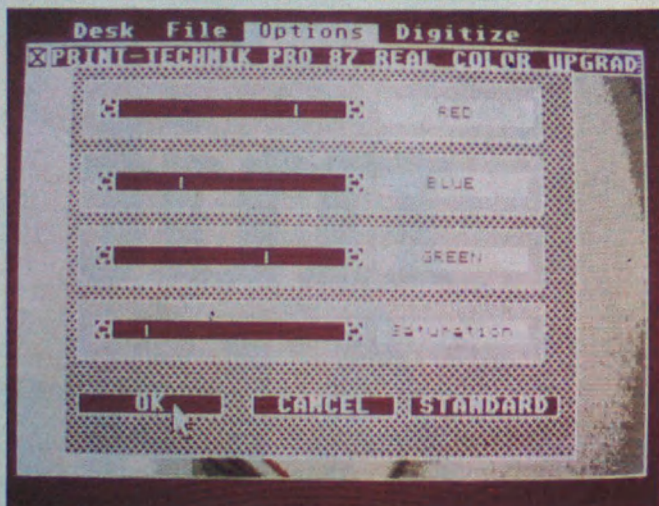 Desk File Options Digitize
PRINT-TECHNIK PRO 87 REAL COLOR UPGRAD
RED
BLUE
GREEN
Saturation
OK CANCEL STANDARD